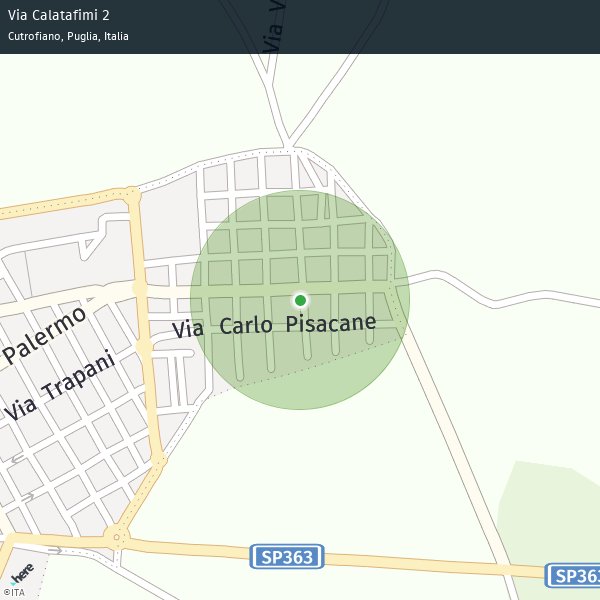 Via Calatafimi 2
Cutrofiano, Puglia, Italia
Via V
Palermo
Via Carlo Pisacane
Via Trapani
SP363
SP363
here
©ITA